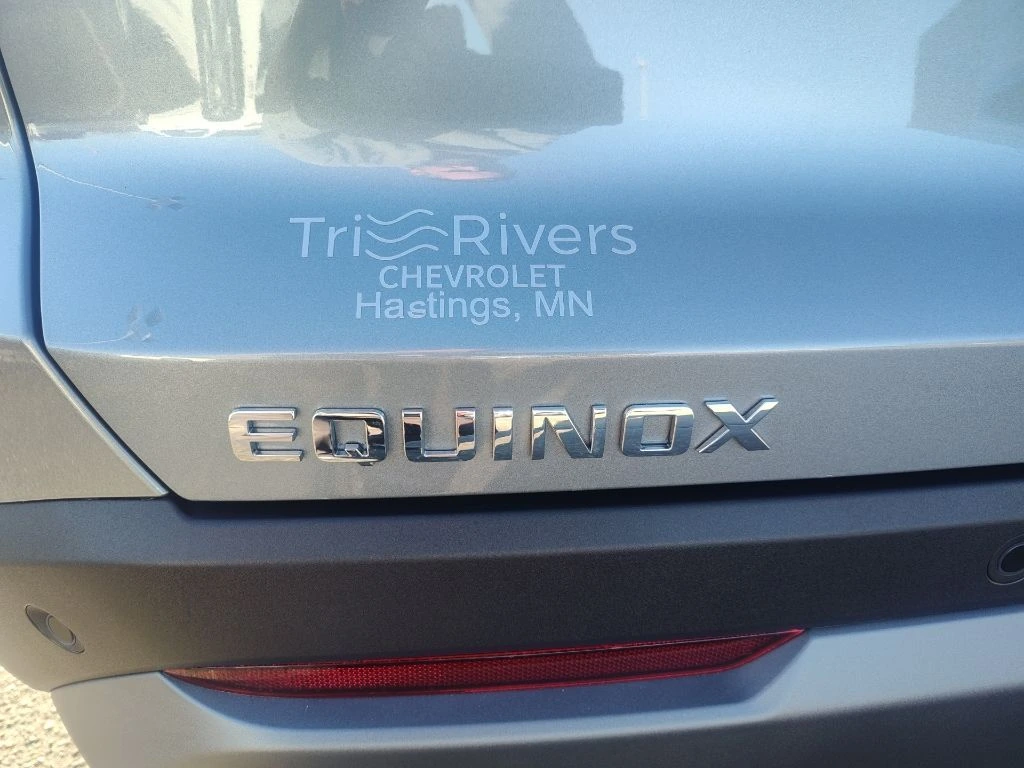 Tri Rivers
CHEVROLET
Hastings, MN
EQUINOX